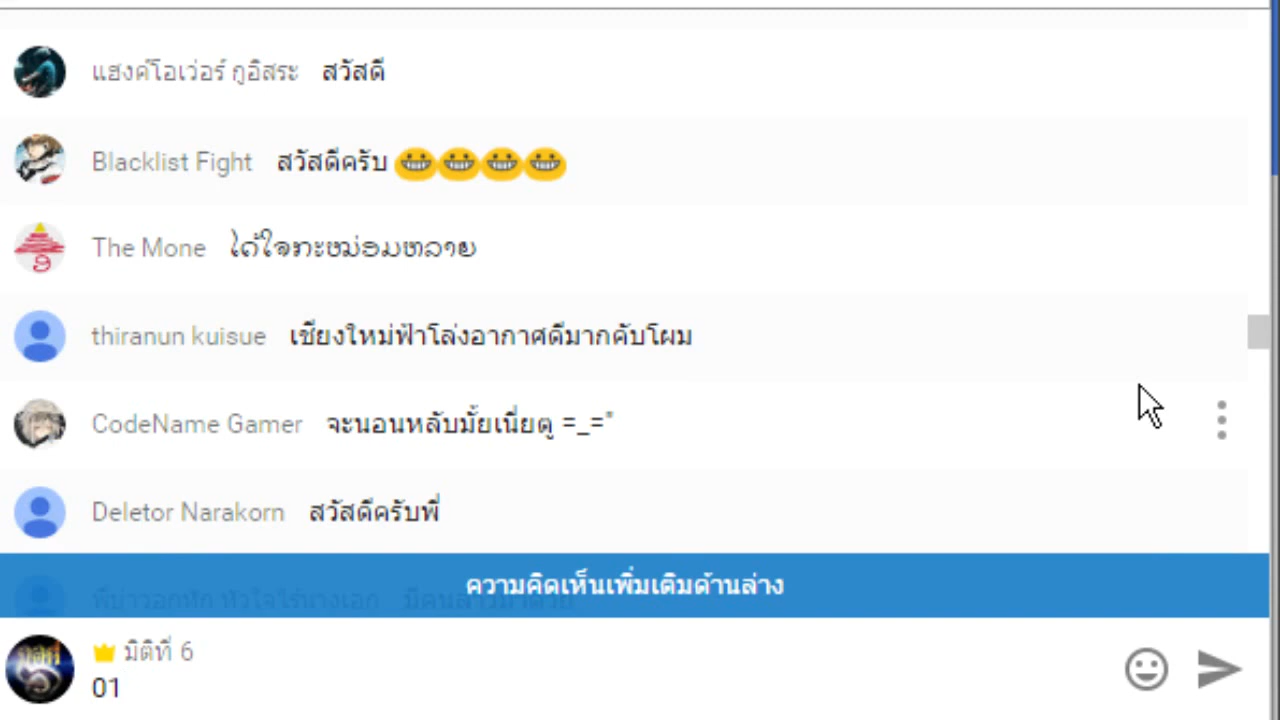 แฮงค์โอเว่อร์ กูอิสระ สวัสดี
Blacklist Fight สวัสดีครับ 😁😁😁😁
The Mone ໄດ້ໃຈກະໝ່ອມຫລາຍ
thiranun kuisue เชียงใหม่ฟ้าโล่งอากาศดีมากคับโผม
CodeName Gamer จะนอนหลับมั้ยเนี่ยดู =_="
Deletor Narakorn สวัสดีครับพี่
ความคิดเห็นเพิ่มเติมด้านล่าง
มิติที่ 6
01